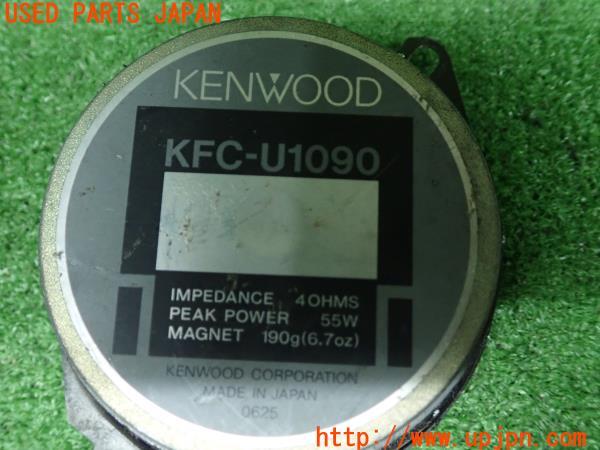 USED PARTS JAPAN
KENWOOD
KFC-U1090
IMPEDANCE 4OHMS
PEAK POWER 55W
MAGNET 190g(6.7oz)
KENWOOD CORPORATION
MADE IN JAPAN
0625
http://www.upjpn.com